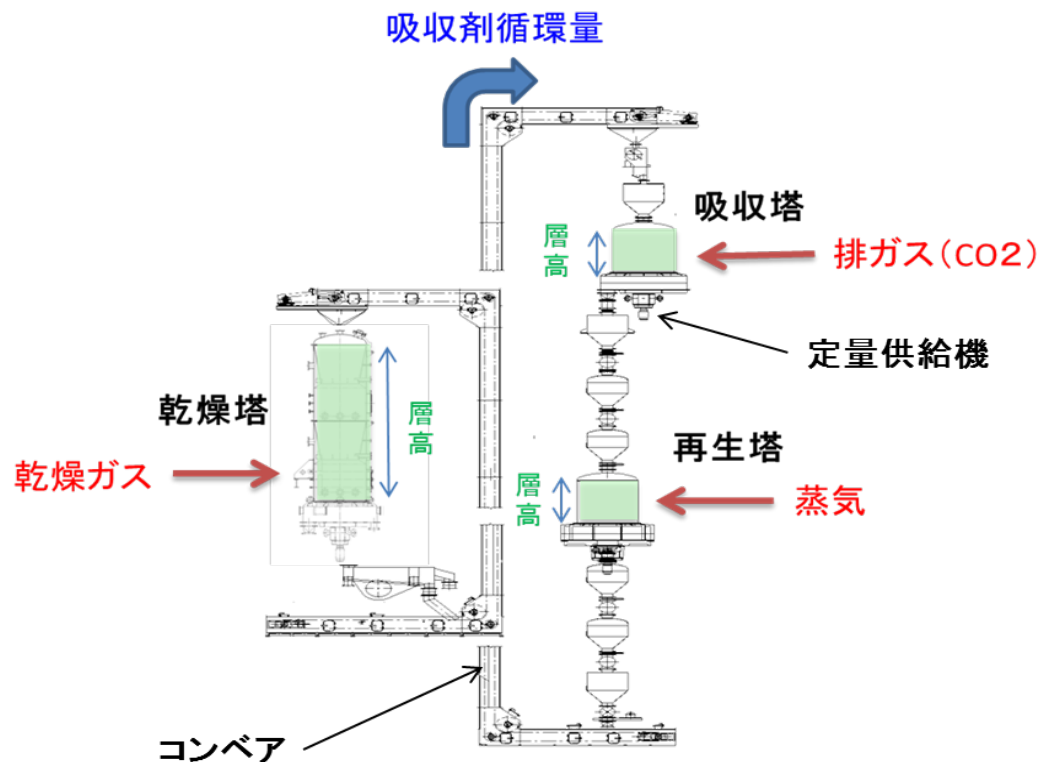 吸収剤循環量
吸収塔
層高
排ガス（CO2）
定量供給機
乾燥塔
層高
乾燥ガス
再生塔
層高
蒸気
コンベア